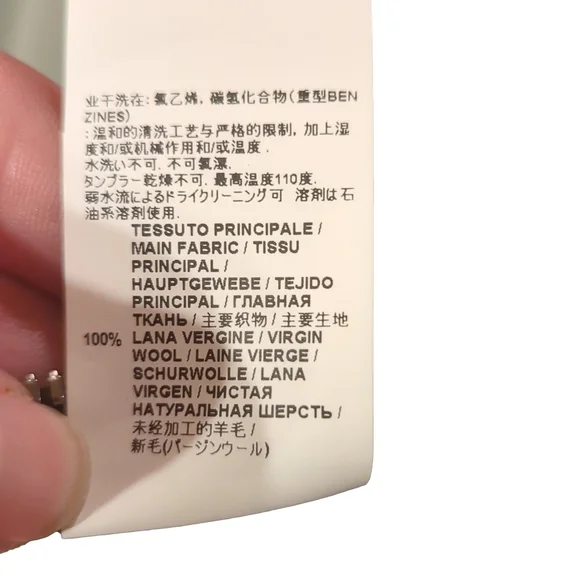 业干洗在: 氯乙烯, 碳氢化合物(重型BEN
ZINES)
: 温和的清洗工艺与严格的限制, 加上湿
度和/或机械作用和/或温度 .
水洗い不可. 不可氯漂.
タンブラー乾燥不可. 最高温度110度.
弱水流によるドライクリーニング可 溶剤は石
油系溶剤使用.
TESSUTO PRINCIPALE /
MAIN FABRIC / TISSU
PRINCIPAL /
HAUPTGEWEBE / TEJIDO
PRINCIPAL / ГЛАВНАЯ
ТКАНЬ / 主要织物 / 主要生地
100% LANA VERGINE / VIRGIN
WOOL / LAINE VIERGE /
SCHURWOLLE / LANA
VIRGEN / ЧИСТАЯ
НАТУРАЛЬНАЯ ШЕРСТЬ /
未经加工的羊毛 /
新毛(バージンウール)